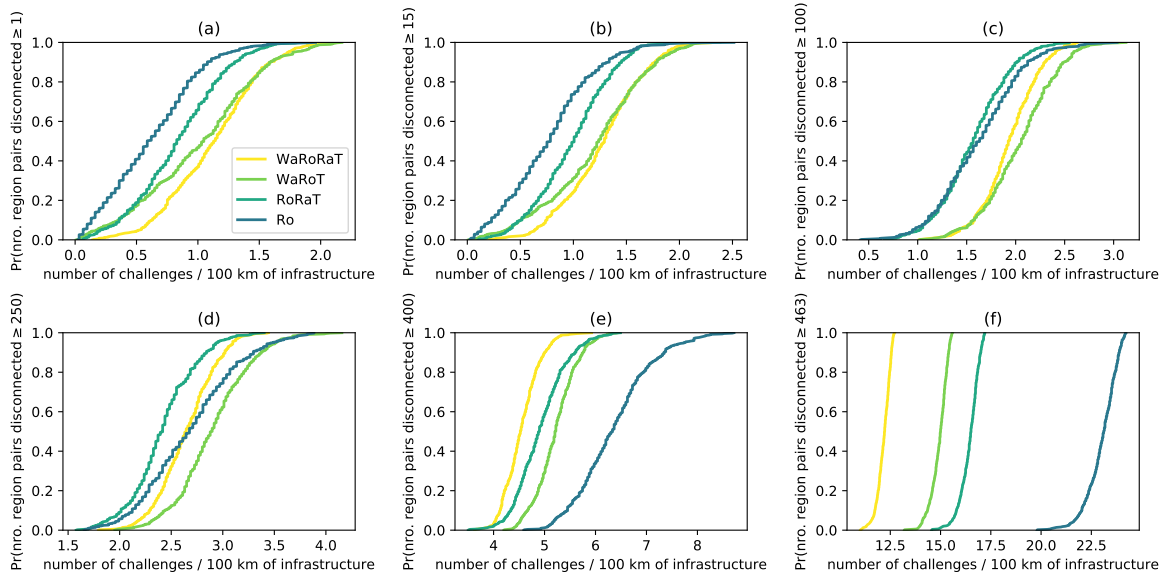 (a)
Pr(nro. region pairs disconnected ≥ 1)
1.0
0.8
0.6
0.4
0.2
0.0
WaRoRaT
WaRoT
RoRaT
Ro
0.0 0.5 1.0 1.5 2.0
number of challenges / 100 km of infrastructure
(b)
Pr(nro. region pairs disconnected ≥ 15)
1.0
0.8
0.6
0.4
0.2
0.0
0.0 0.5 1.0 1.5 2.0 2.5
number of challenges / 100 km of infrastructure
(c)
Pr(nro. region pairs disconnected ≥ 100)
1.0
0.8
0.6
0.4
0.2
0.0
0.5 1.0 1.5 2.0 2.5 3.0
number of challenges / 100 km of infrastructure
(d)
Pr(nro. region pairs disconnected ≥ 250)
1.0
0.8
0.6
0.4
0.2
0.0
1.5 2.0 2.5 3.0 3.5 4.0
number of challenges / 100 km of infrastructure
(e)
Pr(nro. region pairs disconnected ≥ 400)
1.0
0.8
0.6
0.4
0.2
0.0
4 5 6 7 8
number of challenges / 100 km of infrastructure
(f)
Pr(nro. region pairs disconnected ≥ 463)
1.0
0.8
0.6
0.4
0.2
0.0
12.5 15.0 17.5 20.0 22.5
number of challenges / 100 km of infrastructure